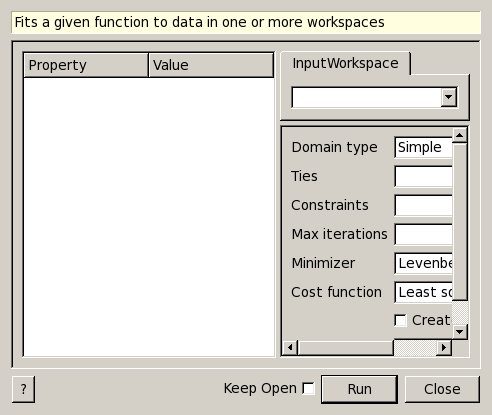 Fits a given function to data in one or more workspaces
Property Value
InputWorkspace
Domain type Simple
Ties
Constraints
Max iterations
Minimizer Levenbe
Cost function Least sq
Creat
? Keep Open Run Close